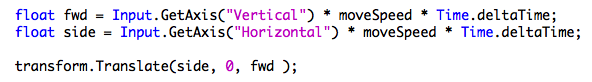 float fwd = Input.GetAxis("Vertical") * moveSpeed * Time.deltaTime;
float side = Input.GetAxis("Horizontal") * moveSpeed * Time.deltaTime;
transform.Translate(side, 0, fwd );